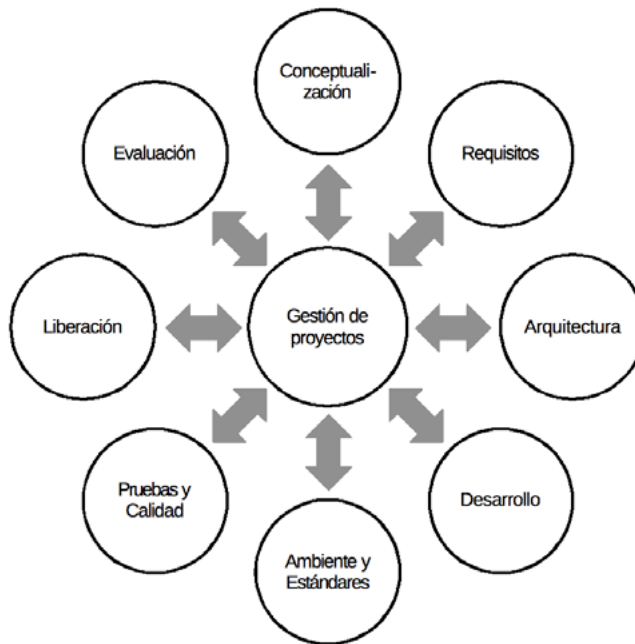 Conceptuali-
zación
Evaluación
Requisitos
Liberación
Gestión de
proyectos
Arquitectura
Pruebas y
Calidad
Desarrollo
Ambiente y
Estándares